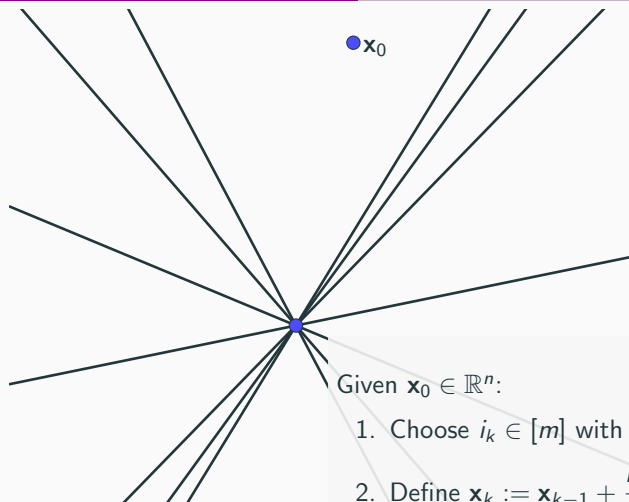 x₀
Given x₀ ∈ ℝⁿ:
1. Choose iₖ ∈ [m] with
2. Define xₖ := xₖ₋₁ +